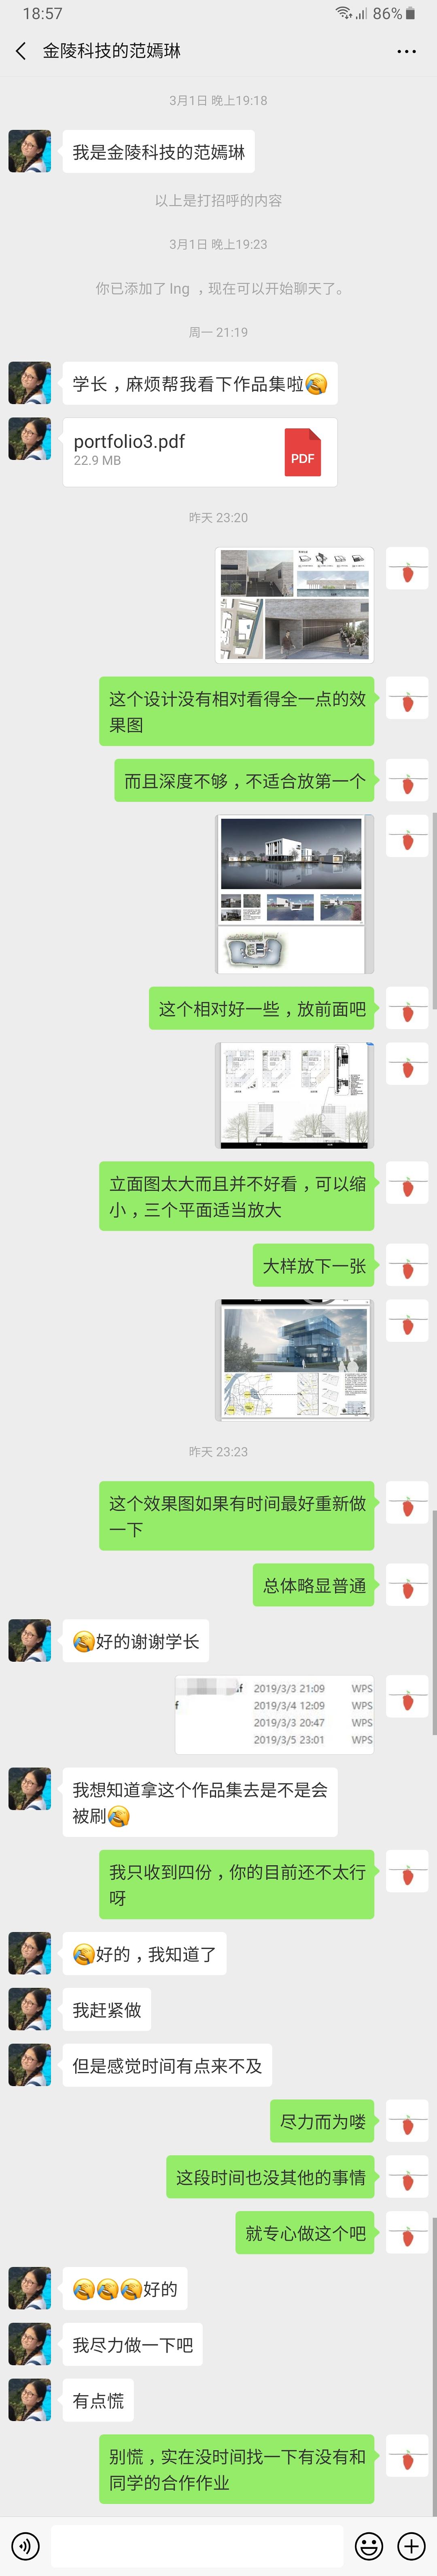 18:57
86%
金陵科技的范嫣琳
3月1日 晚上19:18
我是金陵科技的范嫣琳
以上是打招呼的内容
3月1日 晚上19:23
你已添加了 Ing ，现在可以开始聊天了。
周一 21:19
学长，麻烦帮我看下作品集啦
portfolio3.pdf
22.9 MB
PDF
昨天 23:20
这个设计没有相对看得全一点的效
果图
而且深度不够，不适合放第一个
这个相对好一些，放前面吧
立面图太大而且并不好看，可以缩
小，三个平面适当放大
大样放下一张
昨天 23:23
这个效果图如果有时间最好重新做
一下
总体略显普通
好的谢谢学长
f 2019/3/3 21:09 WPS
f 2019/3/4 12:09 WPS
2019/3/3 20:47 WPS
2019/3/5 23:01 WPS
我想知道拿这个作品集去是不是会
被刷
我只收到四份，你的目前还不太行
呀
好的，我知道了
我赶紧做
但是感觉时间有点来不及
尽力而为喽
这段时间也没其他的事情
就专心做这个吧
好的
我尽力做一下吧
有点慌
别慌，实在没时间找一下有没有和
同学的合作作业